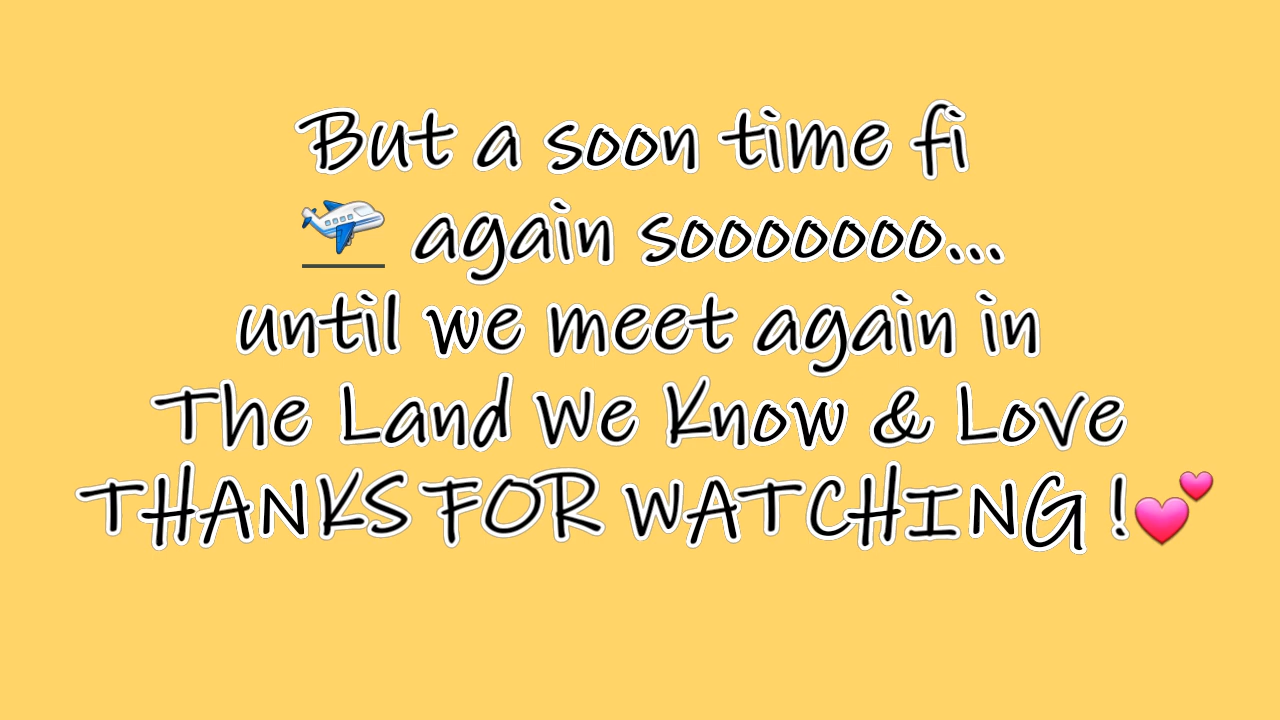 But a soon time fi
✈️ again sooooooo...
until we meet again in
The Land We Know & Love
THANKS FOR WATCHING !💕